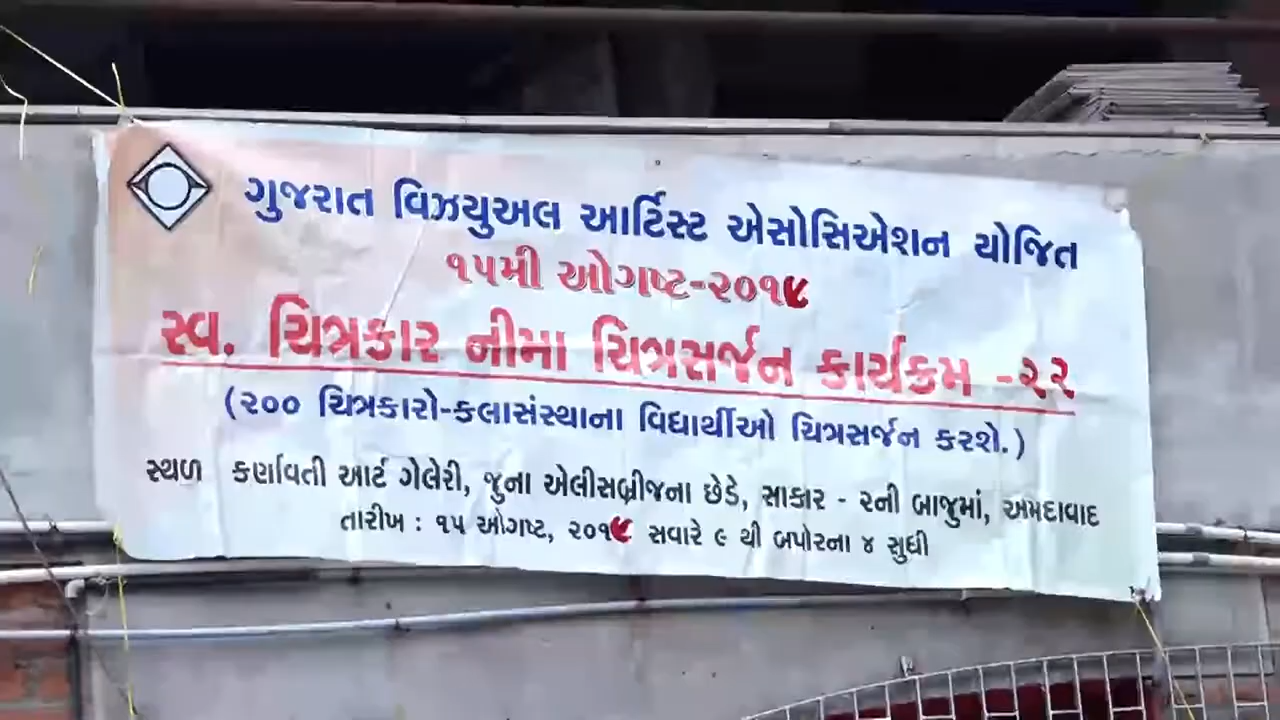 ગુજરાત વિઝ્યુઅલ આર્ટિસ્ટ એસોસિએશન યોજિત
૧૫મી ઓગષ્ટ-૨૦૧૯
સ્વ. ચિત્રકાર નીમા ચિત્રસર્જન કાર્યક્રમ -૨૨
(૨૦૦ ચિત્રકારો-કલાસંસ્થાના વિદ્યાર્થીઓ ચિત્રસર્જન કરશે.)
સ્થળ કર્ણાવતી આર્ટ ગેલેરી, જુના એલીસબ્રીજના છેડે, સાકાર - ૨ની બાજુમાં, અમદાવાદ
તારીખ : ૧૫ ઓગષ્ટ, ૨૦૧૯ સવારે ૯ થી બપોરના ૪ સુધી